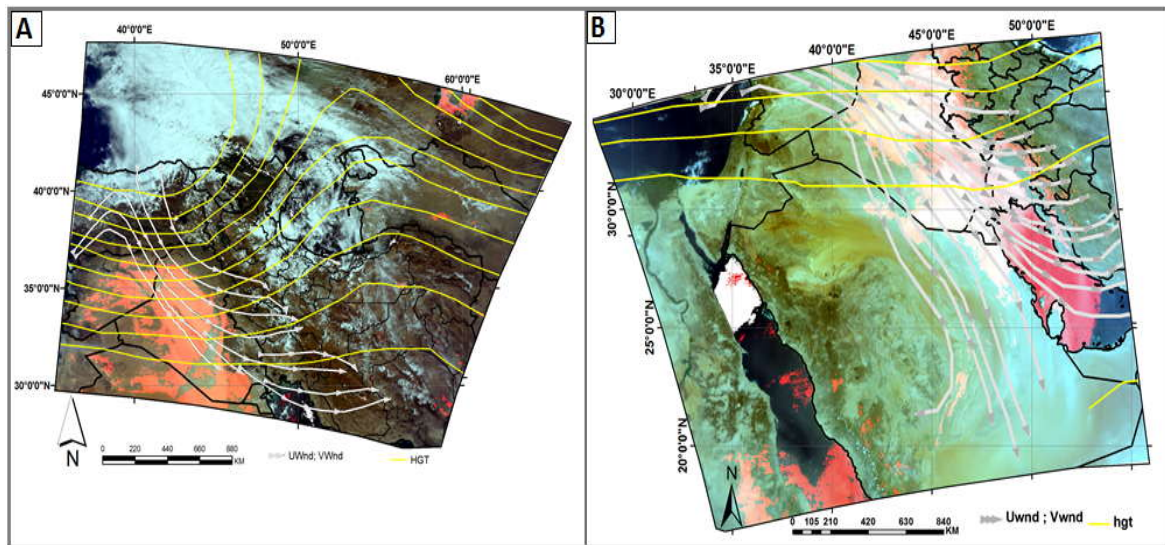 A
40°0'0"E
50°0'0"E
60°0'0"E
45°0'0"N
40°0'0"N
35°0'0"N
30°0'0"N
N
0 220 440 660 880
KM
UWnd; VWnd
HGT
B
30°0'0"E
35°0'0"E
40°0'0"E
45°0'0"E
50°0'0"E
30°0'0"N
25°0'0"N
20°0'0"N
N
0 105 210 420 630 840
KM
Uwnd ; Vwnd
hgt